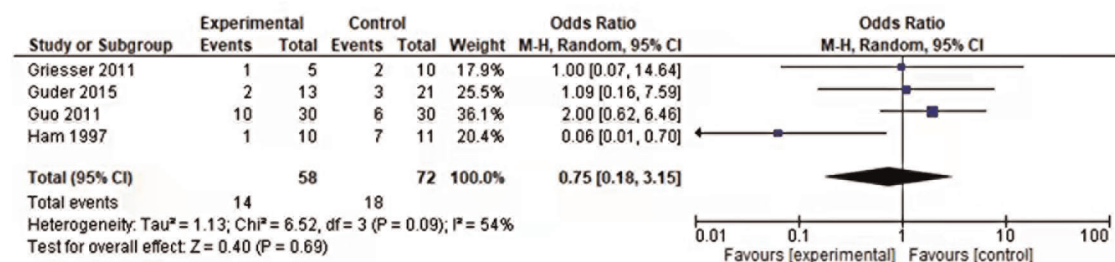 Experimental Control Odds Ratio Odds Ratio
Study or Subgroup Events Total Events Total Weight M-H, Random, 95% CI M-H, Random, 95% CI
Griesser 2011 1 5 2 10 17.9% 1.00 [0.07, 14.64]
Guder 2015 2 13 3 21 25.5% 1.09 [0.16, 7.59]
Guo 2011 10 30 6 30 36.1% 2.00 [0.62, 6.46]
Ham 1997 1 10 7 11 20.4% 0.06 [0.01, 0.70]
Total (95% CI) 58 72 100.0% 0.75 [0.18, 3.15]
Total events 14 18
Heterogeneity: Tau² = 1.13; Chi² = 6.52, df = 3 (P = 0.09); I² = 54%
Test for overall effect: Z = 0.40 (P = 0.69)
0.01 0.1 1 10 100
Favours [experimental] Favours [control]